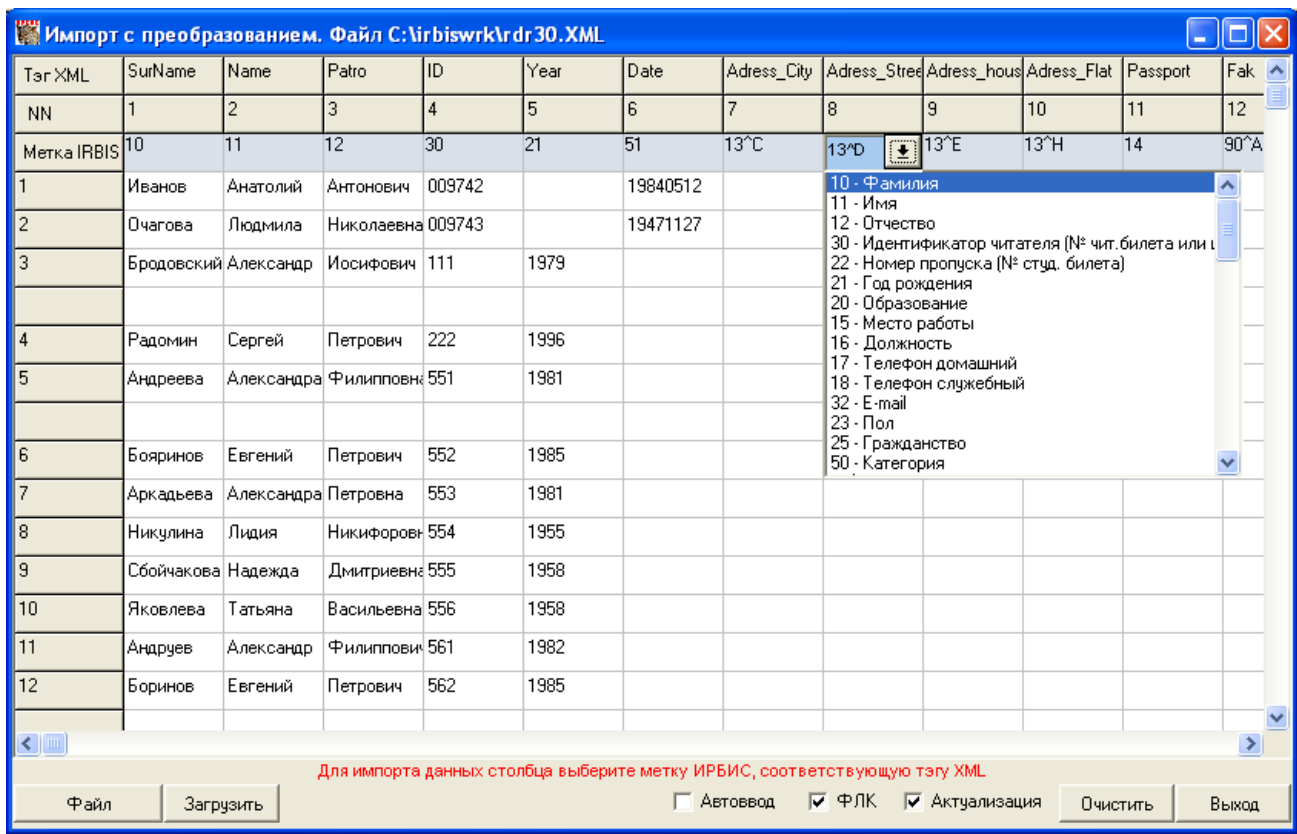 Импорт с преобразованием. Файл C:\irbiswrk\rdr30.XML
Тэг XML SurName Name Patro ID Year Date Adress_City Adress_Stree Adress_hous Adress_Flat Passport Fak
NN 1 2 3 4 5 6 7 8 9 10 11 12
Метка IRBIS 10 11 12 30 21 51 13^C 13^D 13^E 13^H 14 90^A
1 Иванов Анатолий Антонович 009742 19840512
2 Очагова Людмила Николаевна 009743 19471127
3 Бродовский Александр Иосифович 111 1979
4 Радомин Сергей Петрович 222 1996
5 Андреева Александра Филипповна 551 1981
6 Бояринов Евгений Петрович 552 1985
7 Аркадьева Александра Петровна 553 1981
8 Никулина Лидия Никифоровн 554 1955
9 Сбойчакова Надежда Дмитриевна 555 1958
10 Яковлева Татьяна Васильевна 556 1958
11 Андруев Александр Филиппович 561 1982
12 Боринов Евгений Петрович 562 1985
10 - Фамилия
11 - Имя
12 - Отчество
30 - Идентификатор читателя (№ чит.билета или
22 - Номер пропуска (№ студ. билета)
21 - Год рождения
20 - Образование
15 - Место работы
16 - Должность
17 - Телефон домашний
18 - Телефон служебный
32 - E-mail
23 - Пол
25 - Гражданство
50 - Категория
Для импорта данных столбца выберите метку ИРБИС, соответствующую тэгу XML
Файл Загрузить Автоввод ФЛК Актуализация Очистить Выход